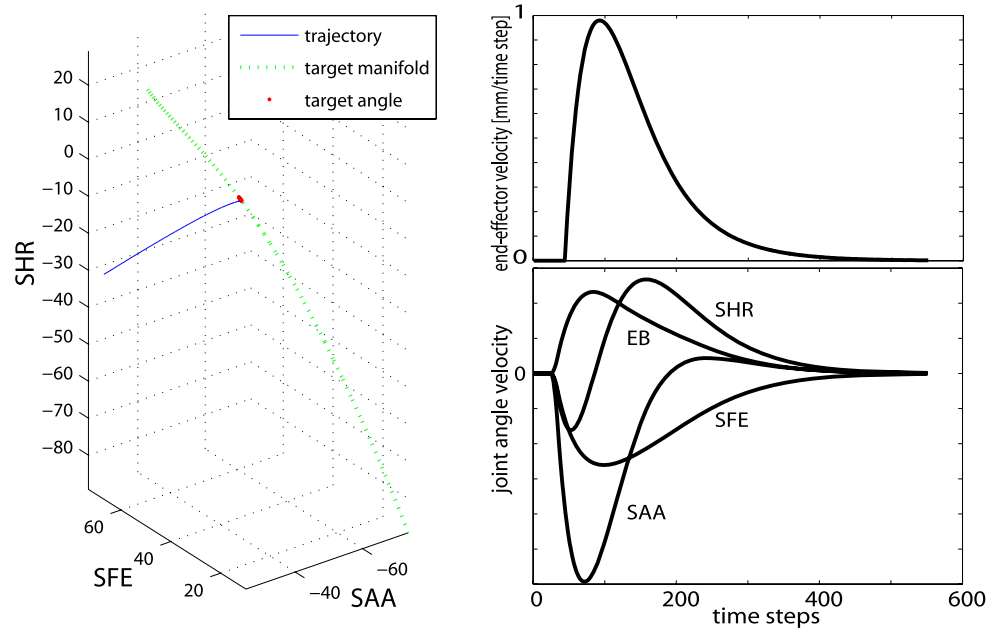 trajectory
target manifold
target angle
20
10
0
−10
−20
−30
−40
−50
−60
−70
−80
SHR
60
40
20
SFE
−40
−60
SAA
end-effector velocity [mm/time step]
1
0
joint angle velocity
0
SHR
EB
SFE
SAA
0 200 400 600
time steps